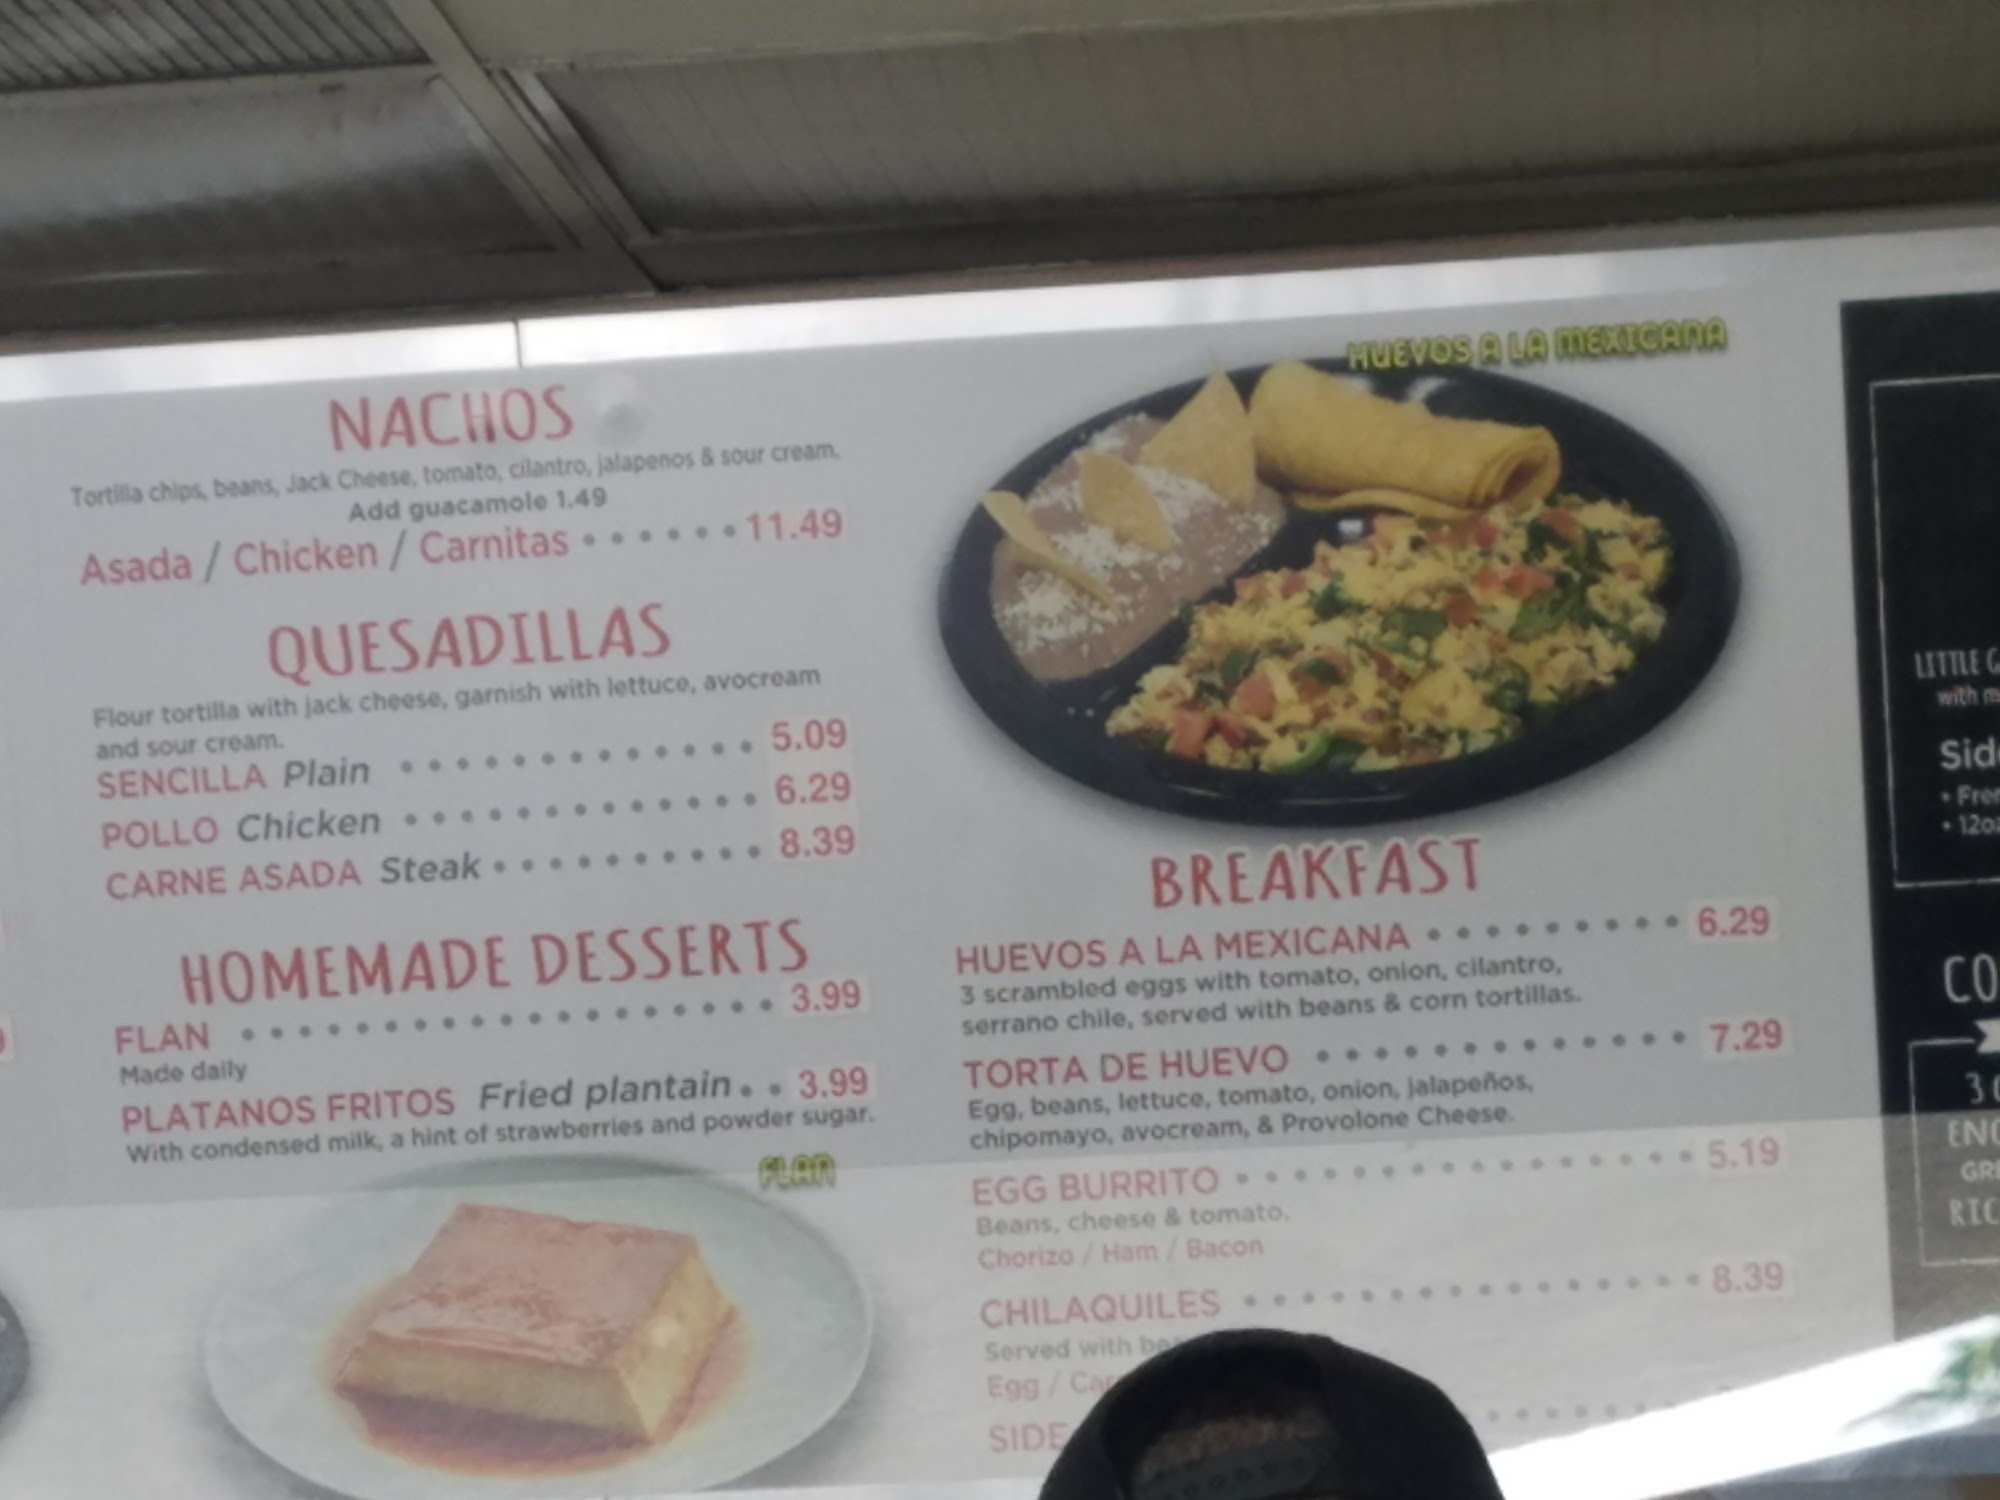 NACHOS
Tortilla chips, beans, Jack Cheese, tomato, cilantro, jalapenos & sour cream.
Add guacamole 1.49
Asada / Chicken / Carnitas 11.49
QUESADILLAS
Flour tortilla with jack cheese, garnish with lettuce, avocream
and sour cream.
SENCILLA Plain 5.09
POLLO Chicken 6.29
CARNE ASADA Steak 8.39
HOMEMADE DESSERTS
FLAN 3.99
Made daily
PLATANOS FRITOS Fried plantain 3.99
With condensed milk, a hint of strawberries and powder sugar.
FLAN
HUEVOS A LA MEXICANA
BREAKFAST
HUEVOS A LA MEXICANA 6.29
3 scrambled eggs with tomato, onion, cilantro,
serrano chile, served with beans & corn tortillas.
TORTA DE HUEVO 7.29
Egg, beans, lettuce, tomato, onion, jalapeños,
chipomayo, avocream, & Provolone Cheese.
EGG BURRITO 5.19
Beans, cheese & tomato.
Chorizo / Ham / Bacon
CHILAQUILES 8.39
Served with
Egg /
SIDE
LITTLE
with
3